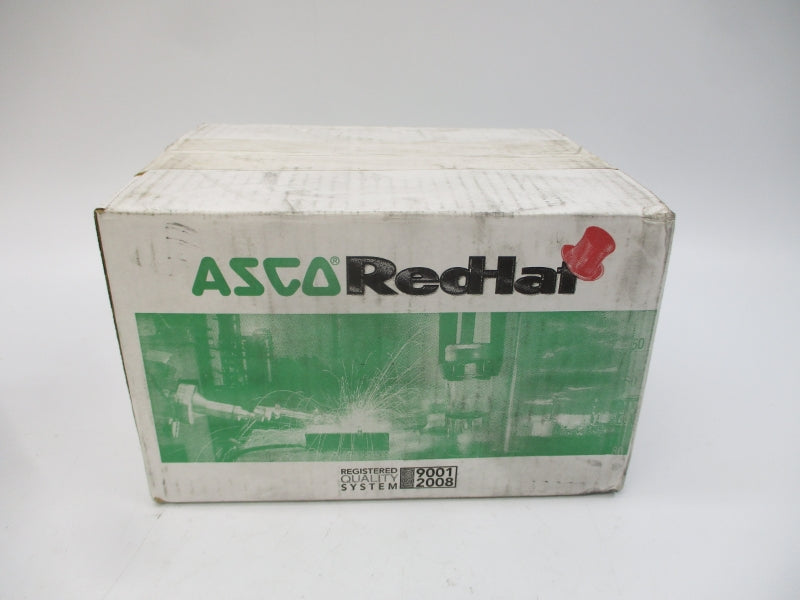 ASCO® RedHat
REGISTERED
QUALITY
SYSTEM
9001
2008